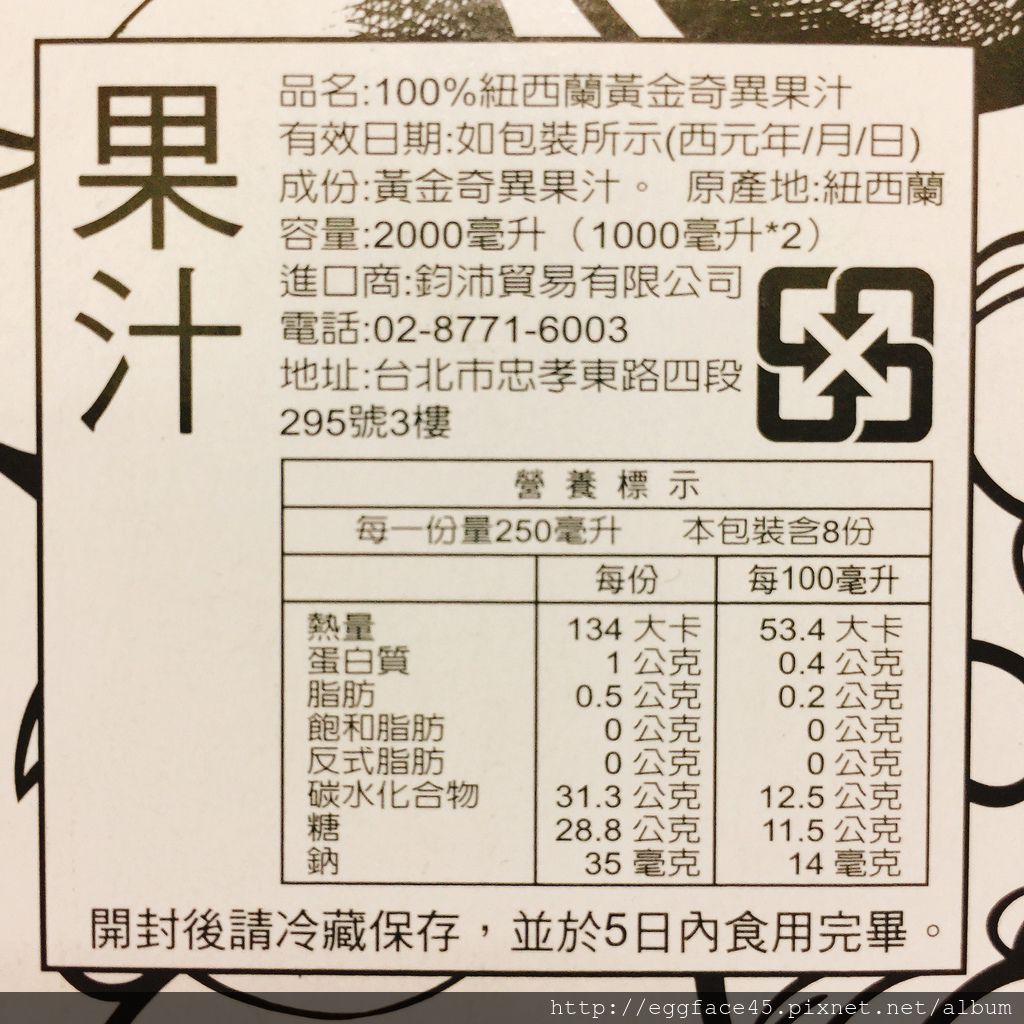 果汁
品名:100%紐西蘭黃金奇異果汁
有效日期:如包裝所示(西元年/月/日)
成份:黃金奇異果汁。 原產地:紐西蘭
容量:2000毫升（1000毫升*2）
進口商:鈞沛貿易有限公司
電話:02-8771-6003
地址:台北市忠孝東路四段
295號3樓
營養標示
每一份量250毫升 本包裝含8份
每份 每100毫升
熱量 134 大卡 53.4 大卡
蛋白質 1 公克 0.4 公克
脂肪 0.5 公克 0.2 公克
飽和脂肪 0 公克 0 公克
反式脂肪 0 公克 0 公克
碳水化合物 31.3 公克 12.5 公克
糖 28.8 公克 11.5 公克
鈉 35 毫克 14 毫克
開封後請冷藏保存，並於5日內食用完畢。
http://eggface45.pixnet.net/album